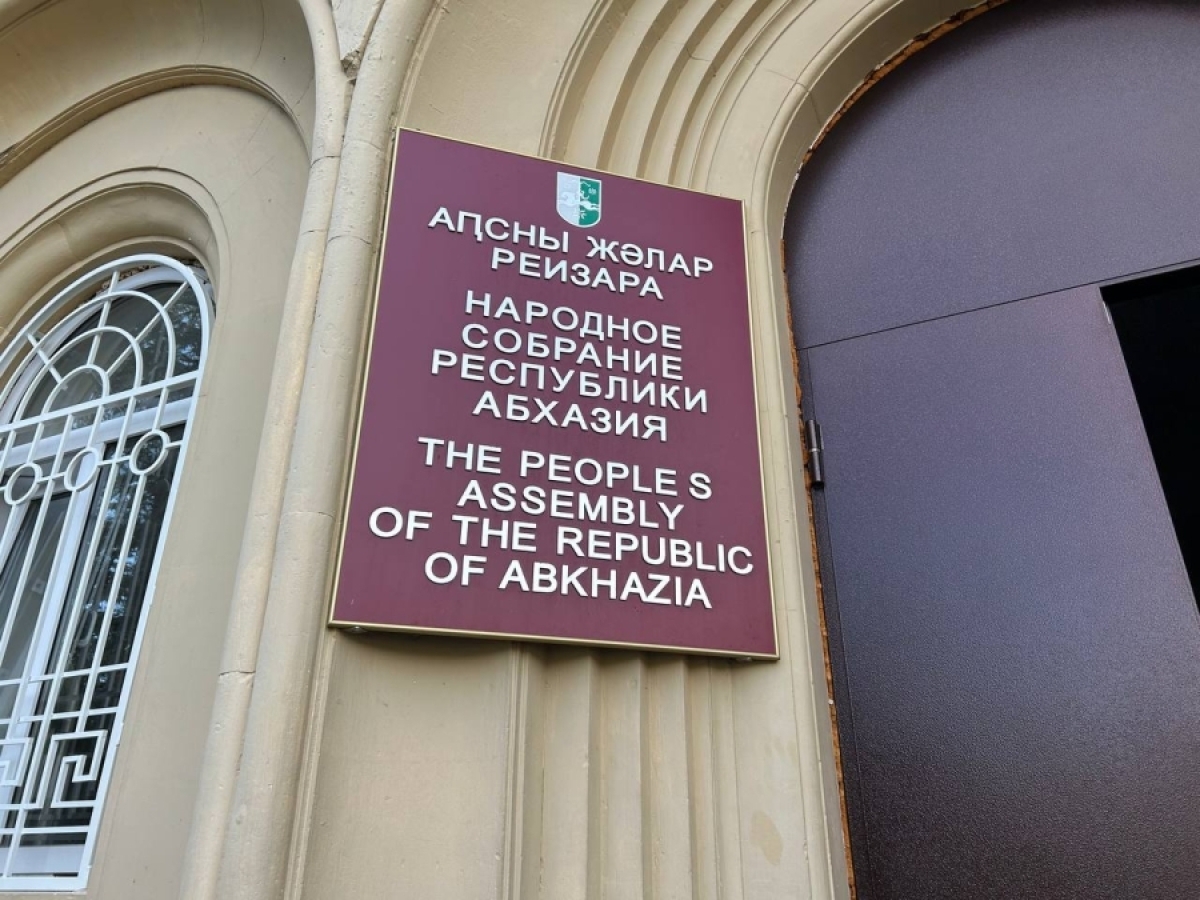 АԤСНЫ ЖӘЛАР
РЕИЗАРА
НАРОДНОЕ
СОБРАНИЕ
РЕСПУБЛИКИ
АБХАЗИЯ
THE PEOPLE S
ASSEMBLY
OF THE REPUBLIC
OF ABKHAZIA